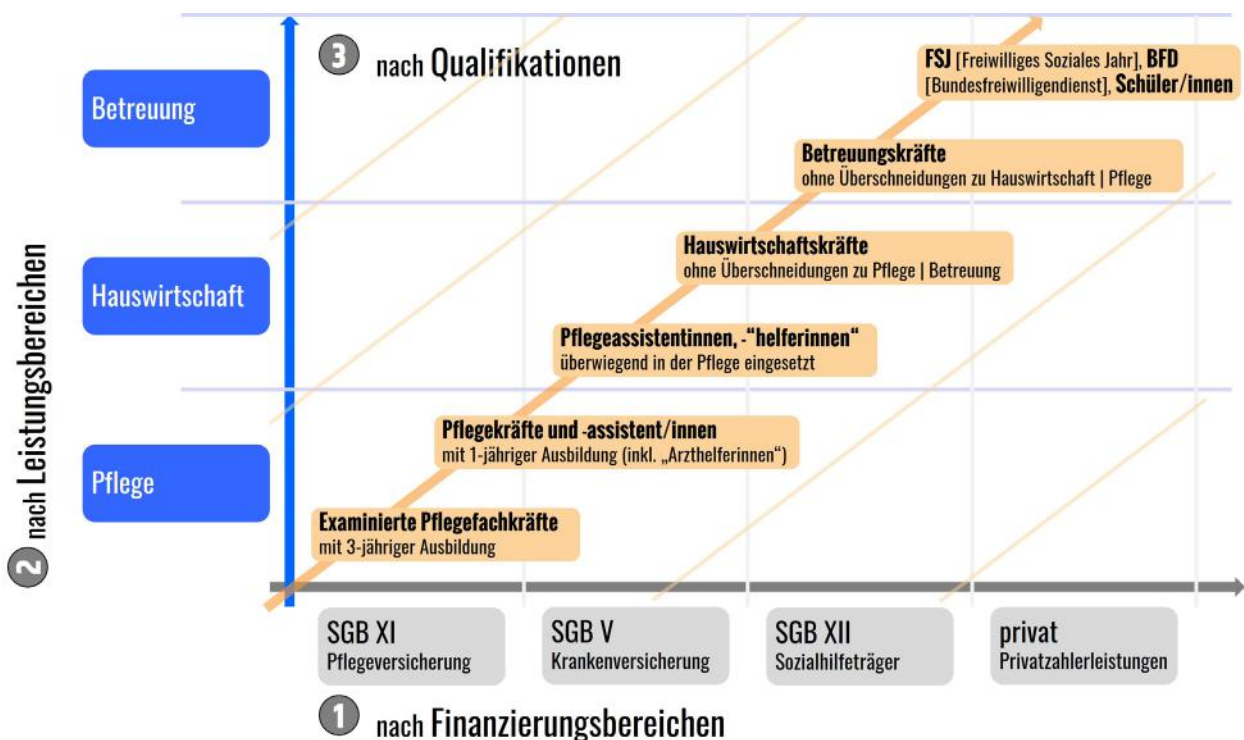 3 nach Qualifikationen
FSJ [Freiwilliges Soziales Jahr], BFD
[Bundesfreiwilligendienst], Schüler/innen
Betreuung
Betreuungskräfte
ohne Überschneidungen zu Hauswirtschaft | Pflege
Hauswirtschaftskräfte
ohne Überschneidungen zu Pflege | Betreuung
Hauswirtschaft
Pflegeassistentinnen, -“helferinnen“
überwiegend in der Pflege eingesetzt
Pflegekräfte und -assistent/innen
mit 1-jähriger Ausbildung (inkl. „Arzthelferinnen“)
Pflege
Examinierte Pflegefachkräfte
mit 3-jähriger Ausbildung
2 nach Leistungsbereichen
SGB XI
Pflegeversicherung
SGB V
Krankenversicherung
SGB XII
Sozialhilfeträger
privat
Privatzahlerleistungen
1 nach Finanzierungsbereichen